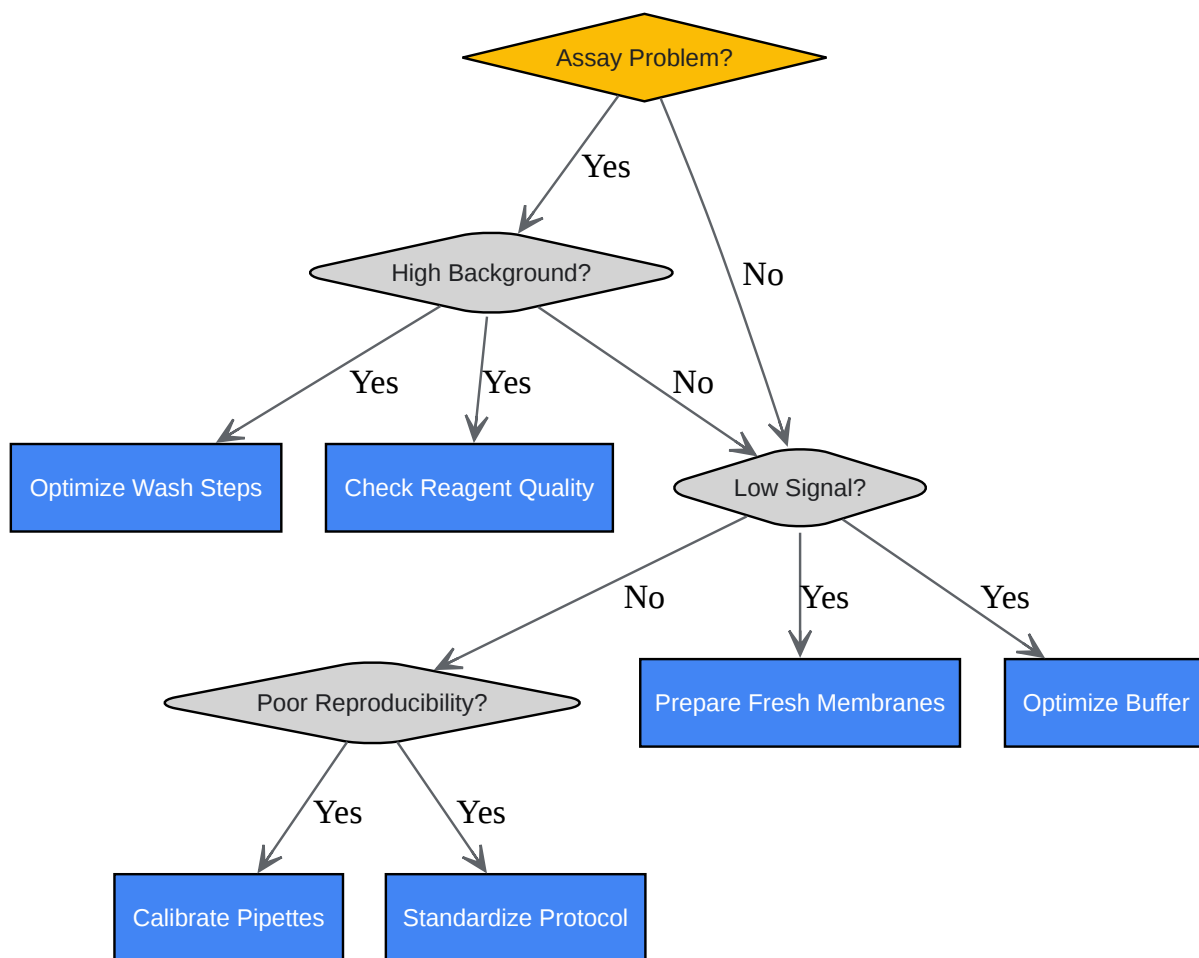 Assay Problem?
Yes
High Background?
No
Yes
Yes
No
Optimize Wash Steps
Check Reagent Quality
Low Signal?
No
Yes
Yes
Poor Reproducibility?
Prepare Fresh Membranes
Optimize Buffer
Yes
Yes
Calibrate Pipettes
Standardize Protocol